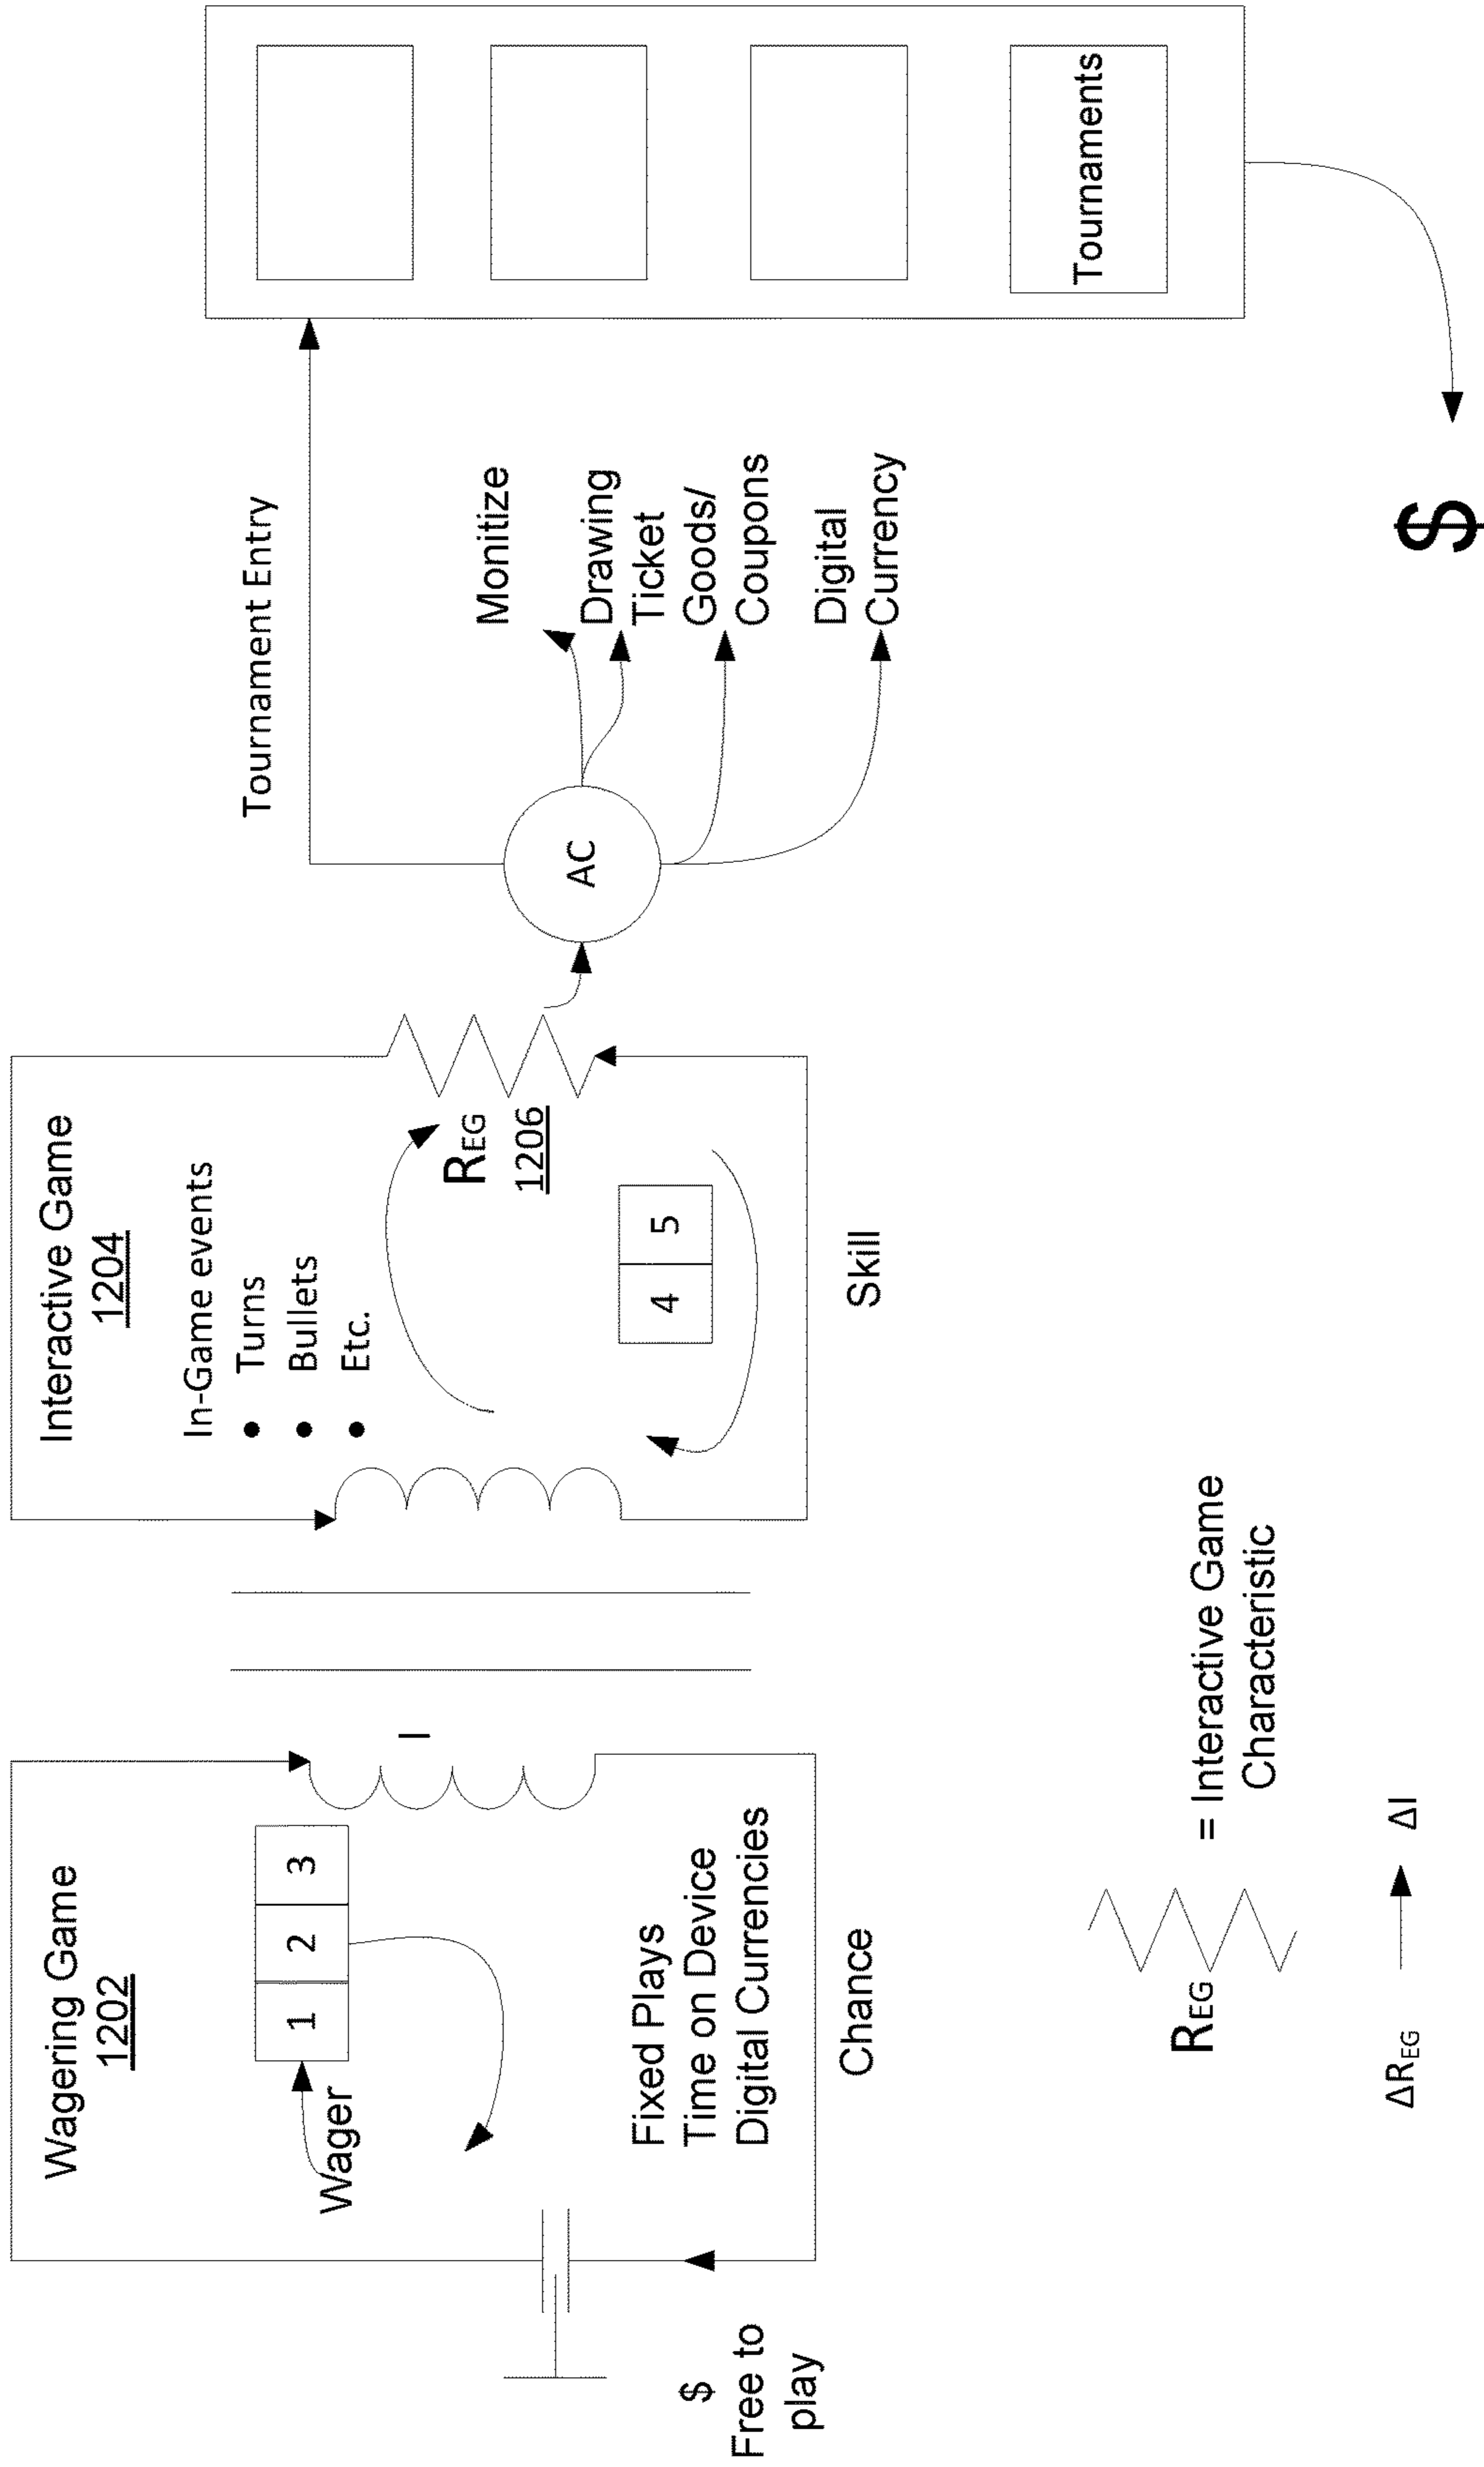 Wagering Game
1202
Wager
1 2 3
I
Fixed Plays
Time on Device
Digital Currencies
$
Free to
play
Chance
Interactive Game
1204
In-Game events
• Turns
• Bullets
• Etc.
REG
1206
4 5
Skill
AC
Tournament Entry
Monitize
Drawing
Ticket
Goods/
Coupons
Digital
Currency
Tournaments
$
REG = Interactive Game
Characteristic
ΔREG ΔI